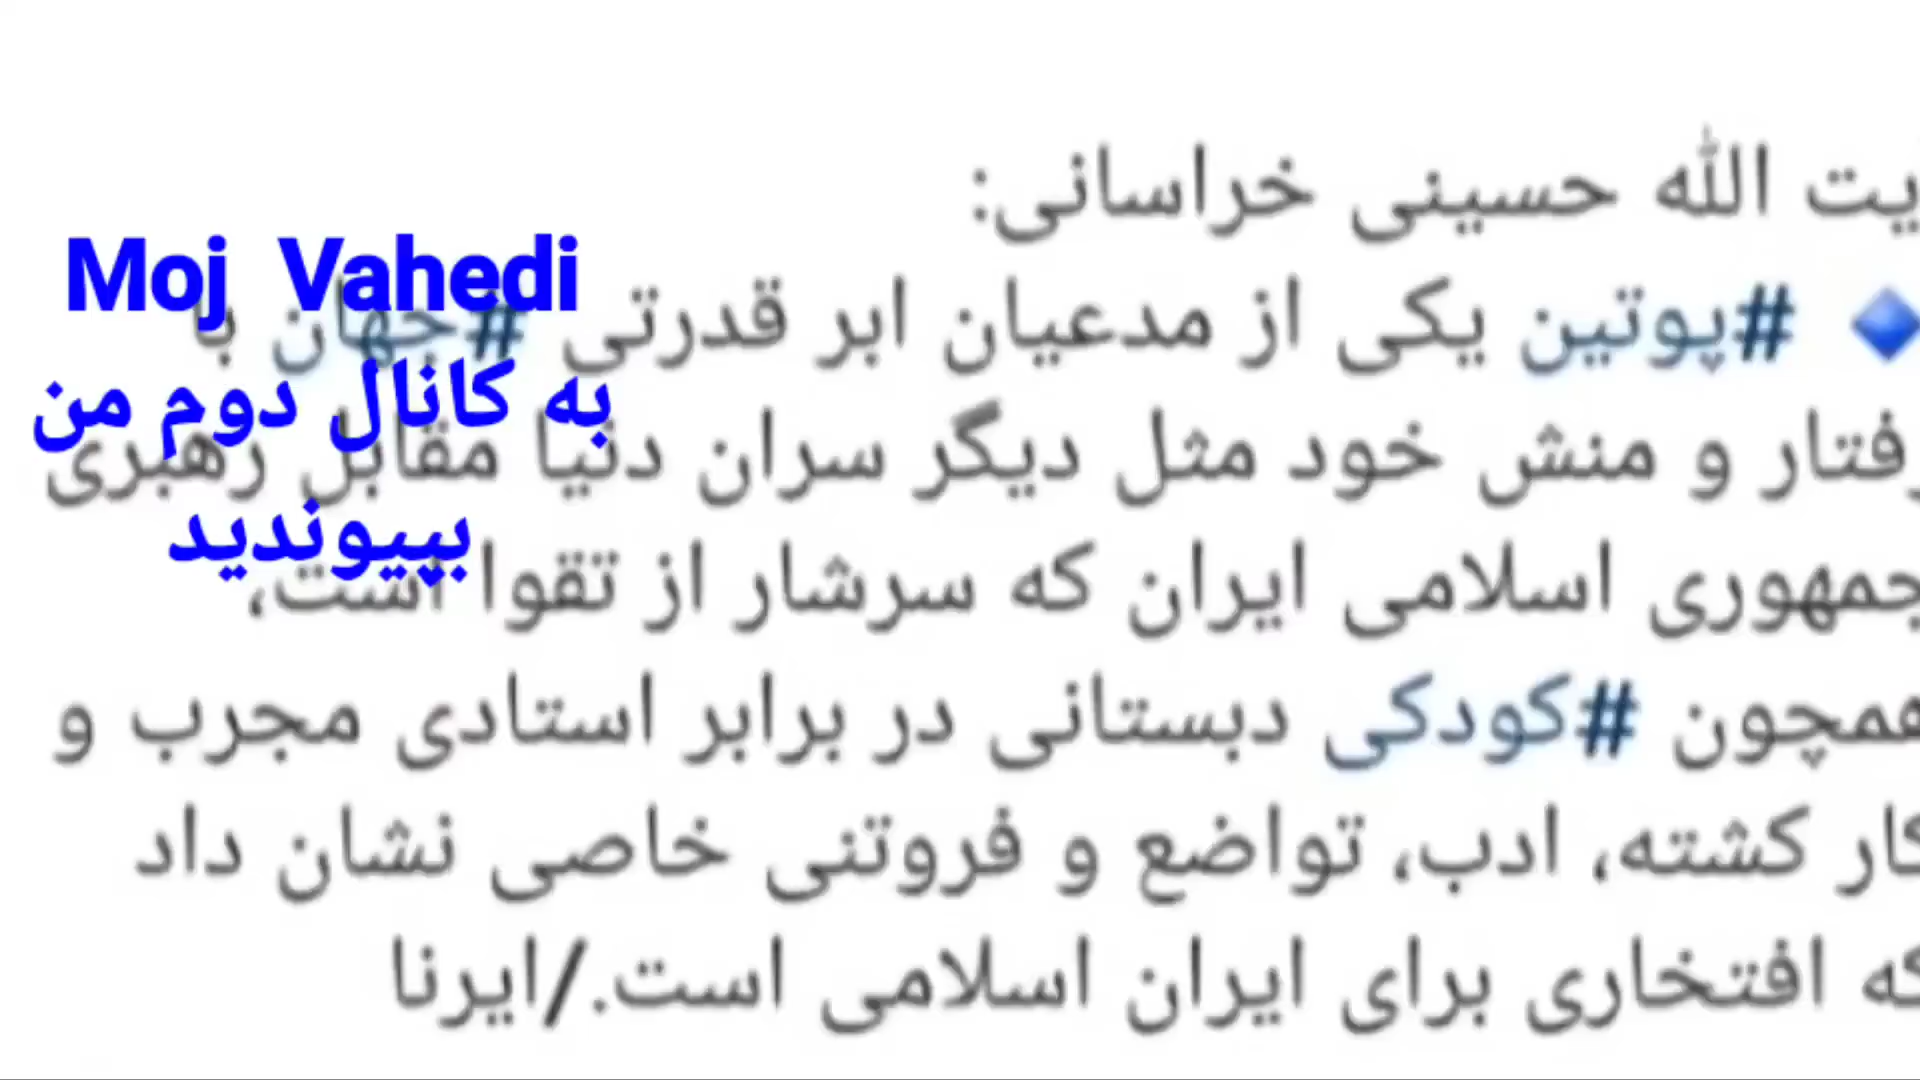 یت الله حسینی خراسانی:
#پوتین یکی از مدعیان ابر قدرتی #جهان با
رفتار و منش خود مثل دیگر سران دنیا مقابل رهبری
جمهوری اسلامی ایران که سرشار از تقوا است،
همچون #کودکی دبستانی در برابر استادی مجرب و
کار کشته، ادب، تواضع و فروتنی خاصی نشان داد
که افتخاری برای ایران اسلامی است./ایرنا
Moj Vahedi
به کانال دوم من
بپیوندید